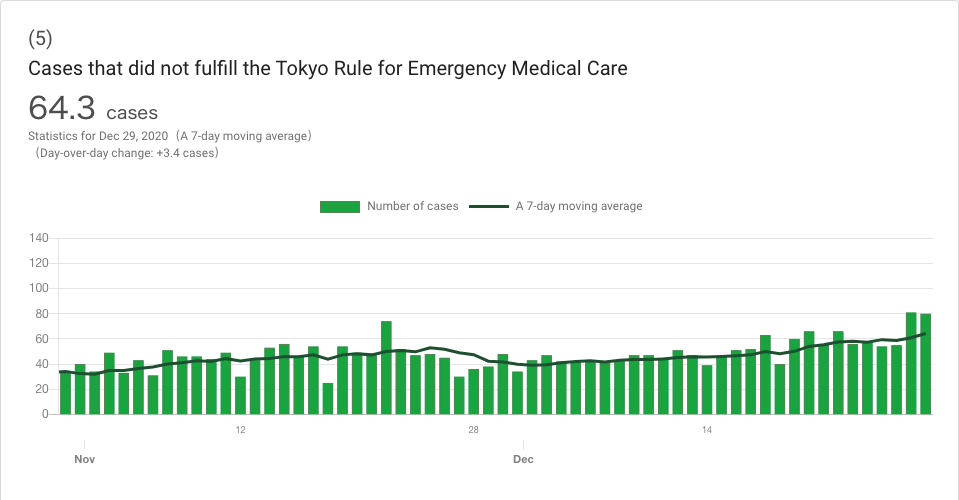 (5)
Cases that did not fulfill the Tokyo Rule for Emergency Medical Care
64.3 cases
Statistics for Dec 29, 2020（A 7-day moving average）
（Day-over-day change: +3.4 cases）
Number of cases A 7-day moving average
140
120
100
80
60
40
20
0
12 28 14
Nov Dec